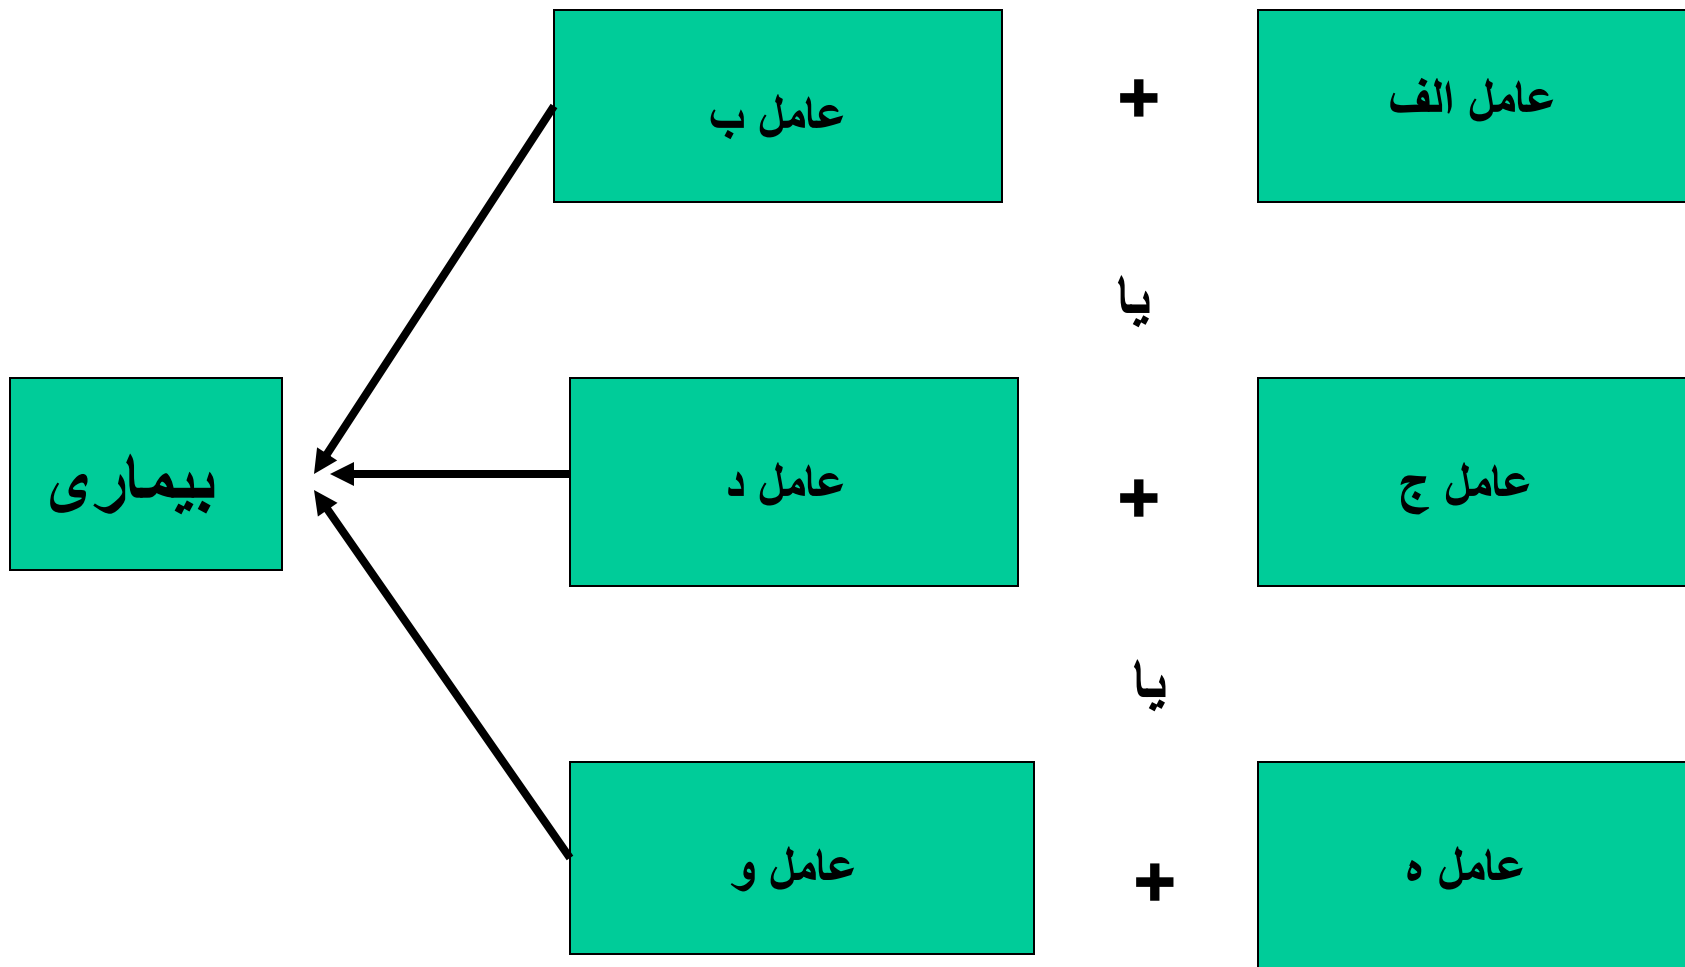 عامل الف
+
عامل ب
یا
عامل ج
+
عامل د
بیماری
یا
عامل ه
+
عامل و